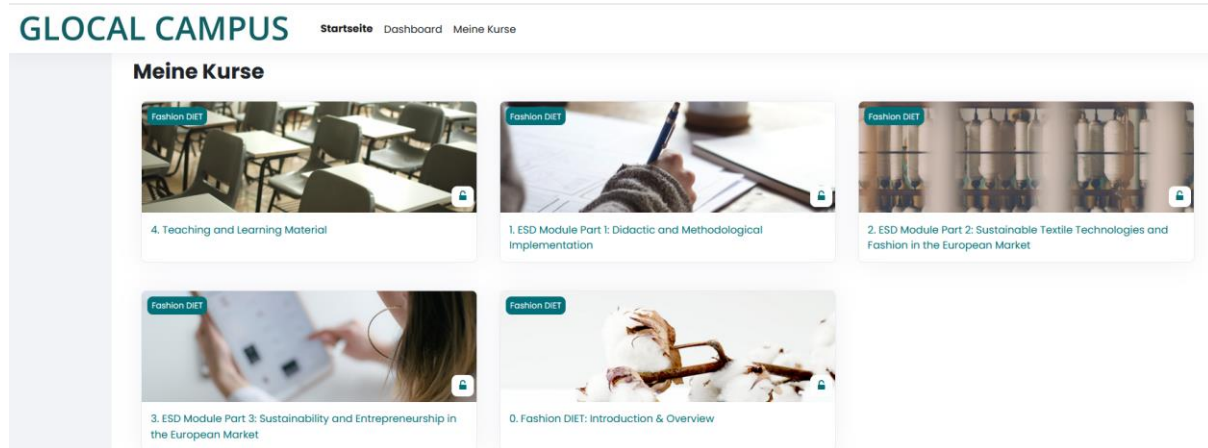 GLOCAL CAMPUS
Startseite Dashboard Meine Kurse
Meine Kurse
Fashion DIET
4. Teaching and Learning Material
Fashion DIET
1. ESD Module Part 1: Didactic and Methodological
Implementation
Fashion DIET
2. ESD Module Part 2: Sustainable Textile Technologies and
Fashion in the European Market
Fashion DIET
3. ESD Module Part 3: Sustainability and Entrepreneurship in
the European Market
Fashion DIET
0. Fashion DIET: Introduction & Overview